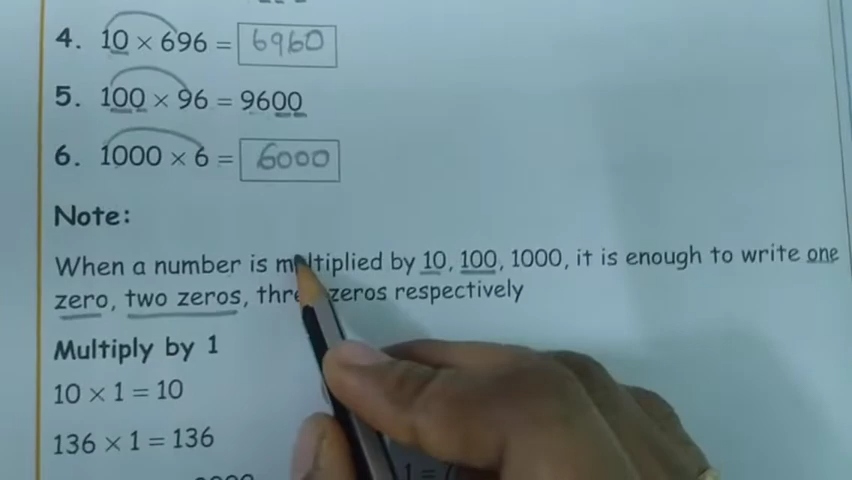 4. 10 × 696 = 6960
5. 100 × 96 = 9600
6. 1000 × 6 = 6000
Note:
When a number is multiplied by 10, 100, 1000, it is enough to write one
zero, two zeros, three zeros respectively
Multiply by 1
10 × 1 = 10
136 × 1 = 136